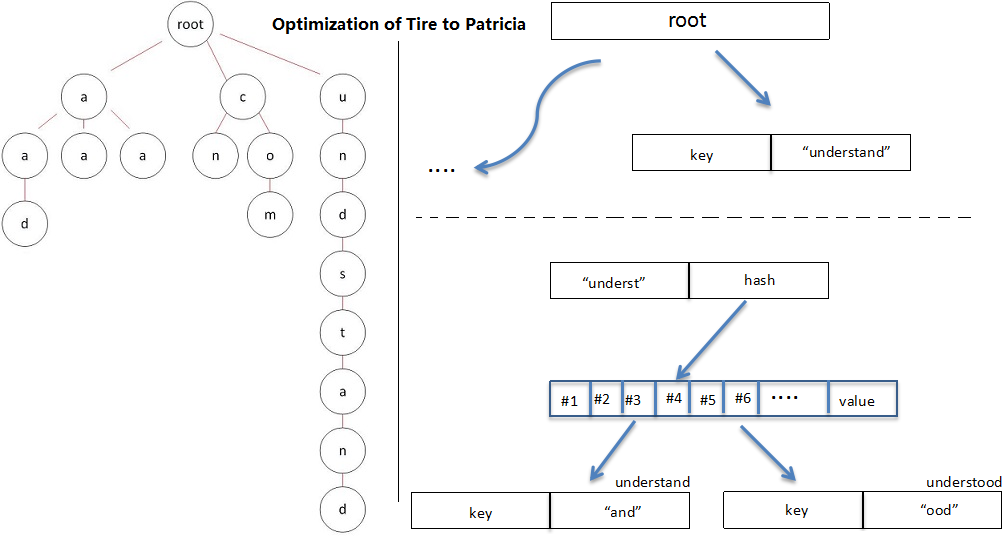 Optimization of Tire to Patricia
root
a c u
a a a n o n
d m d
s
t
a
n
d
root
key “understand”
....
“underst” hash
#1 #2 #3 #4 #5 #6 .... value
understand
key “and”
understood
key “ood”